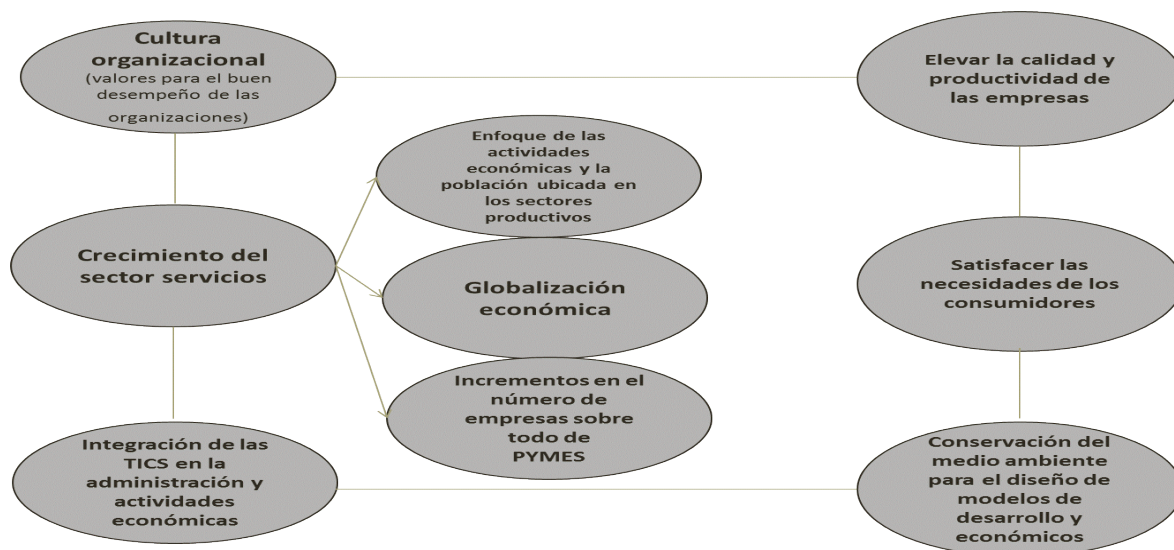 Cultura
organizacional
(valores para el buen
desempeño de las
organizaciones)
Elevar la calidad y
productividad de
las empresas
Enfoque de las
actividades
económicas y la
población ubicada en
los sectores
productivos
Crecimiento del
sector servicios
Globalización
económica
Satisfacer las
necesidades de los
consumidores
Incrementos en el
número de
empresas sobre
todo de
PYMES
Integración de las
TICS en la
administración y
actividades
económicas
Conservación del
medio ambiente
para el diseño de
modelos de
desarrollo y
económicos